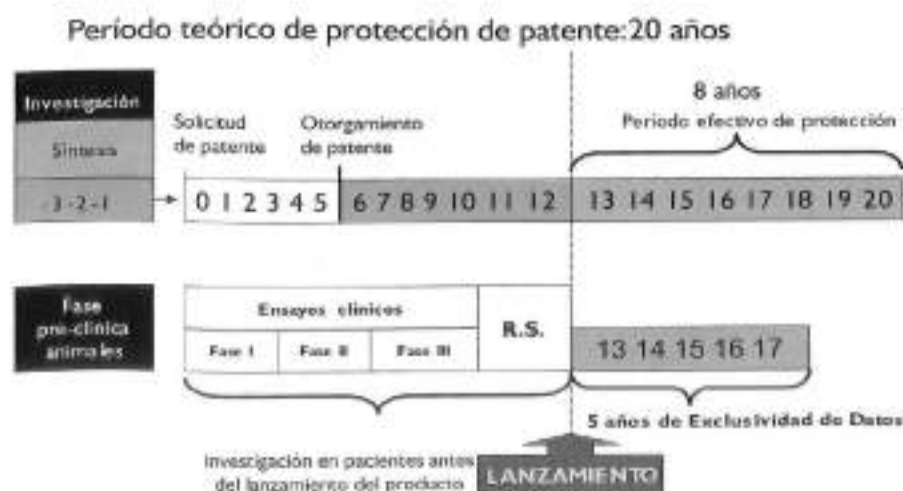 Período teórico de protección de patente:20 años
Investigación
Síntesis
-3 -2 -1
Solicitud
de patente
Otorgamiento
de patente
8 años
Período efectivo de protección
0 1 2 3 4 5 6 7 8 9 10 11 12 13 14 15 16 17 18 19 20
Fase
pre-clínica
animales
Ensayos clínicos
Fase I Fase II Fase III
R.S.
13 14 15 16 17
5 años de Exclusividad de Datos
Investigación en pacientes antes
del lanzamiento del producto
LANZAMIENTO